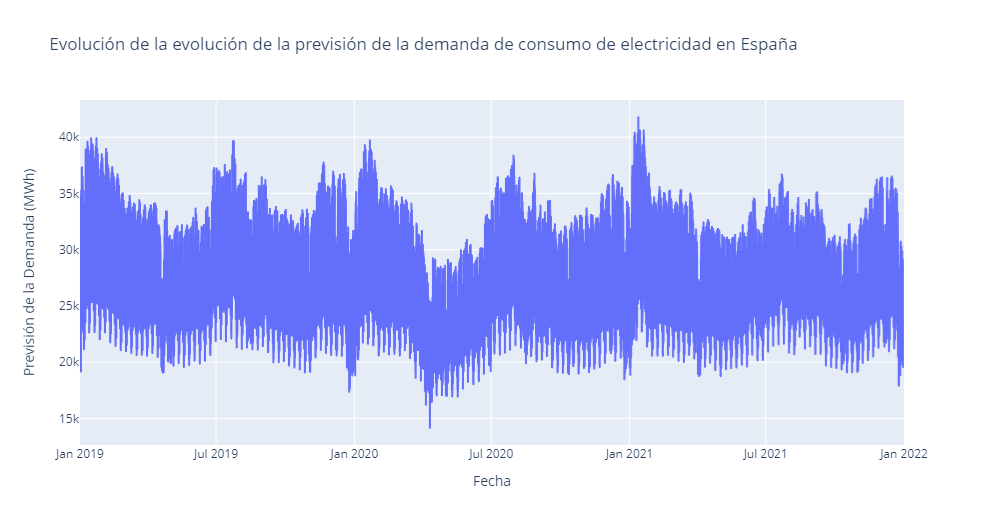 Evolución de la evolución de la previsión de la demanda de consumo de electricidad en España
Previsión de la Demanda (MWh)
40k
35k
30k
25k
20k
15k
Jan 2019
Jul 2019
Jan 2020
Jul 2020
Jan 2021
Jul 2021
Jan 2022
Fecha